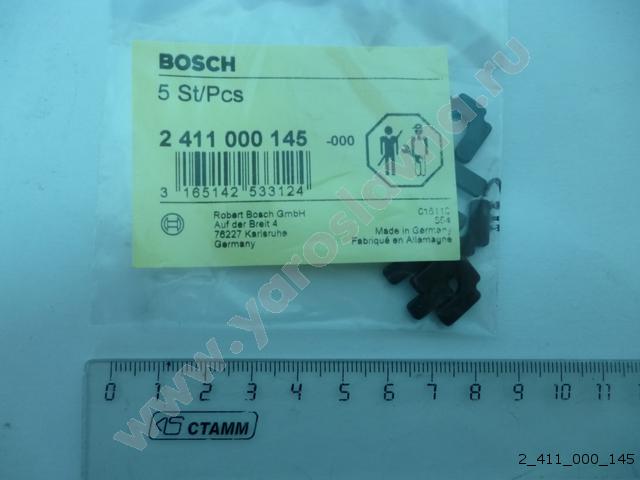 BOSCH
5 St/Pcs
2 411 000 145 -000
3 165142 533124
Robert Bosch GmbH
Auf der Breit 4
76227 Karlsruhe
Germany
Made in Germany
Fabriqué en Allemagne
www.yaroslavna.ru
0 1 2 3 4 5 6 7 8 9 10 11
СТАММ
2_411_000_145